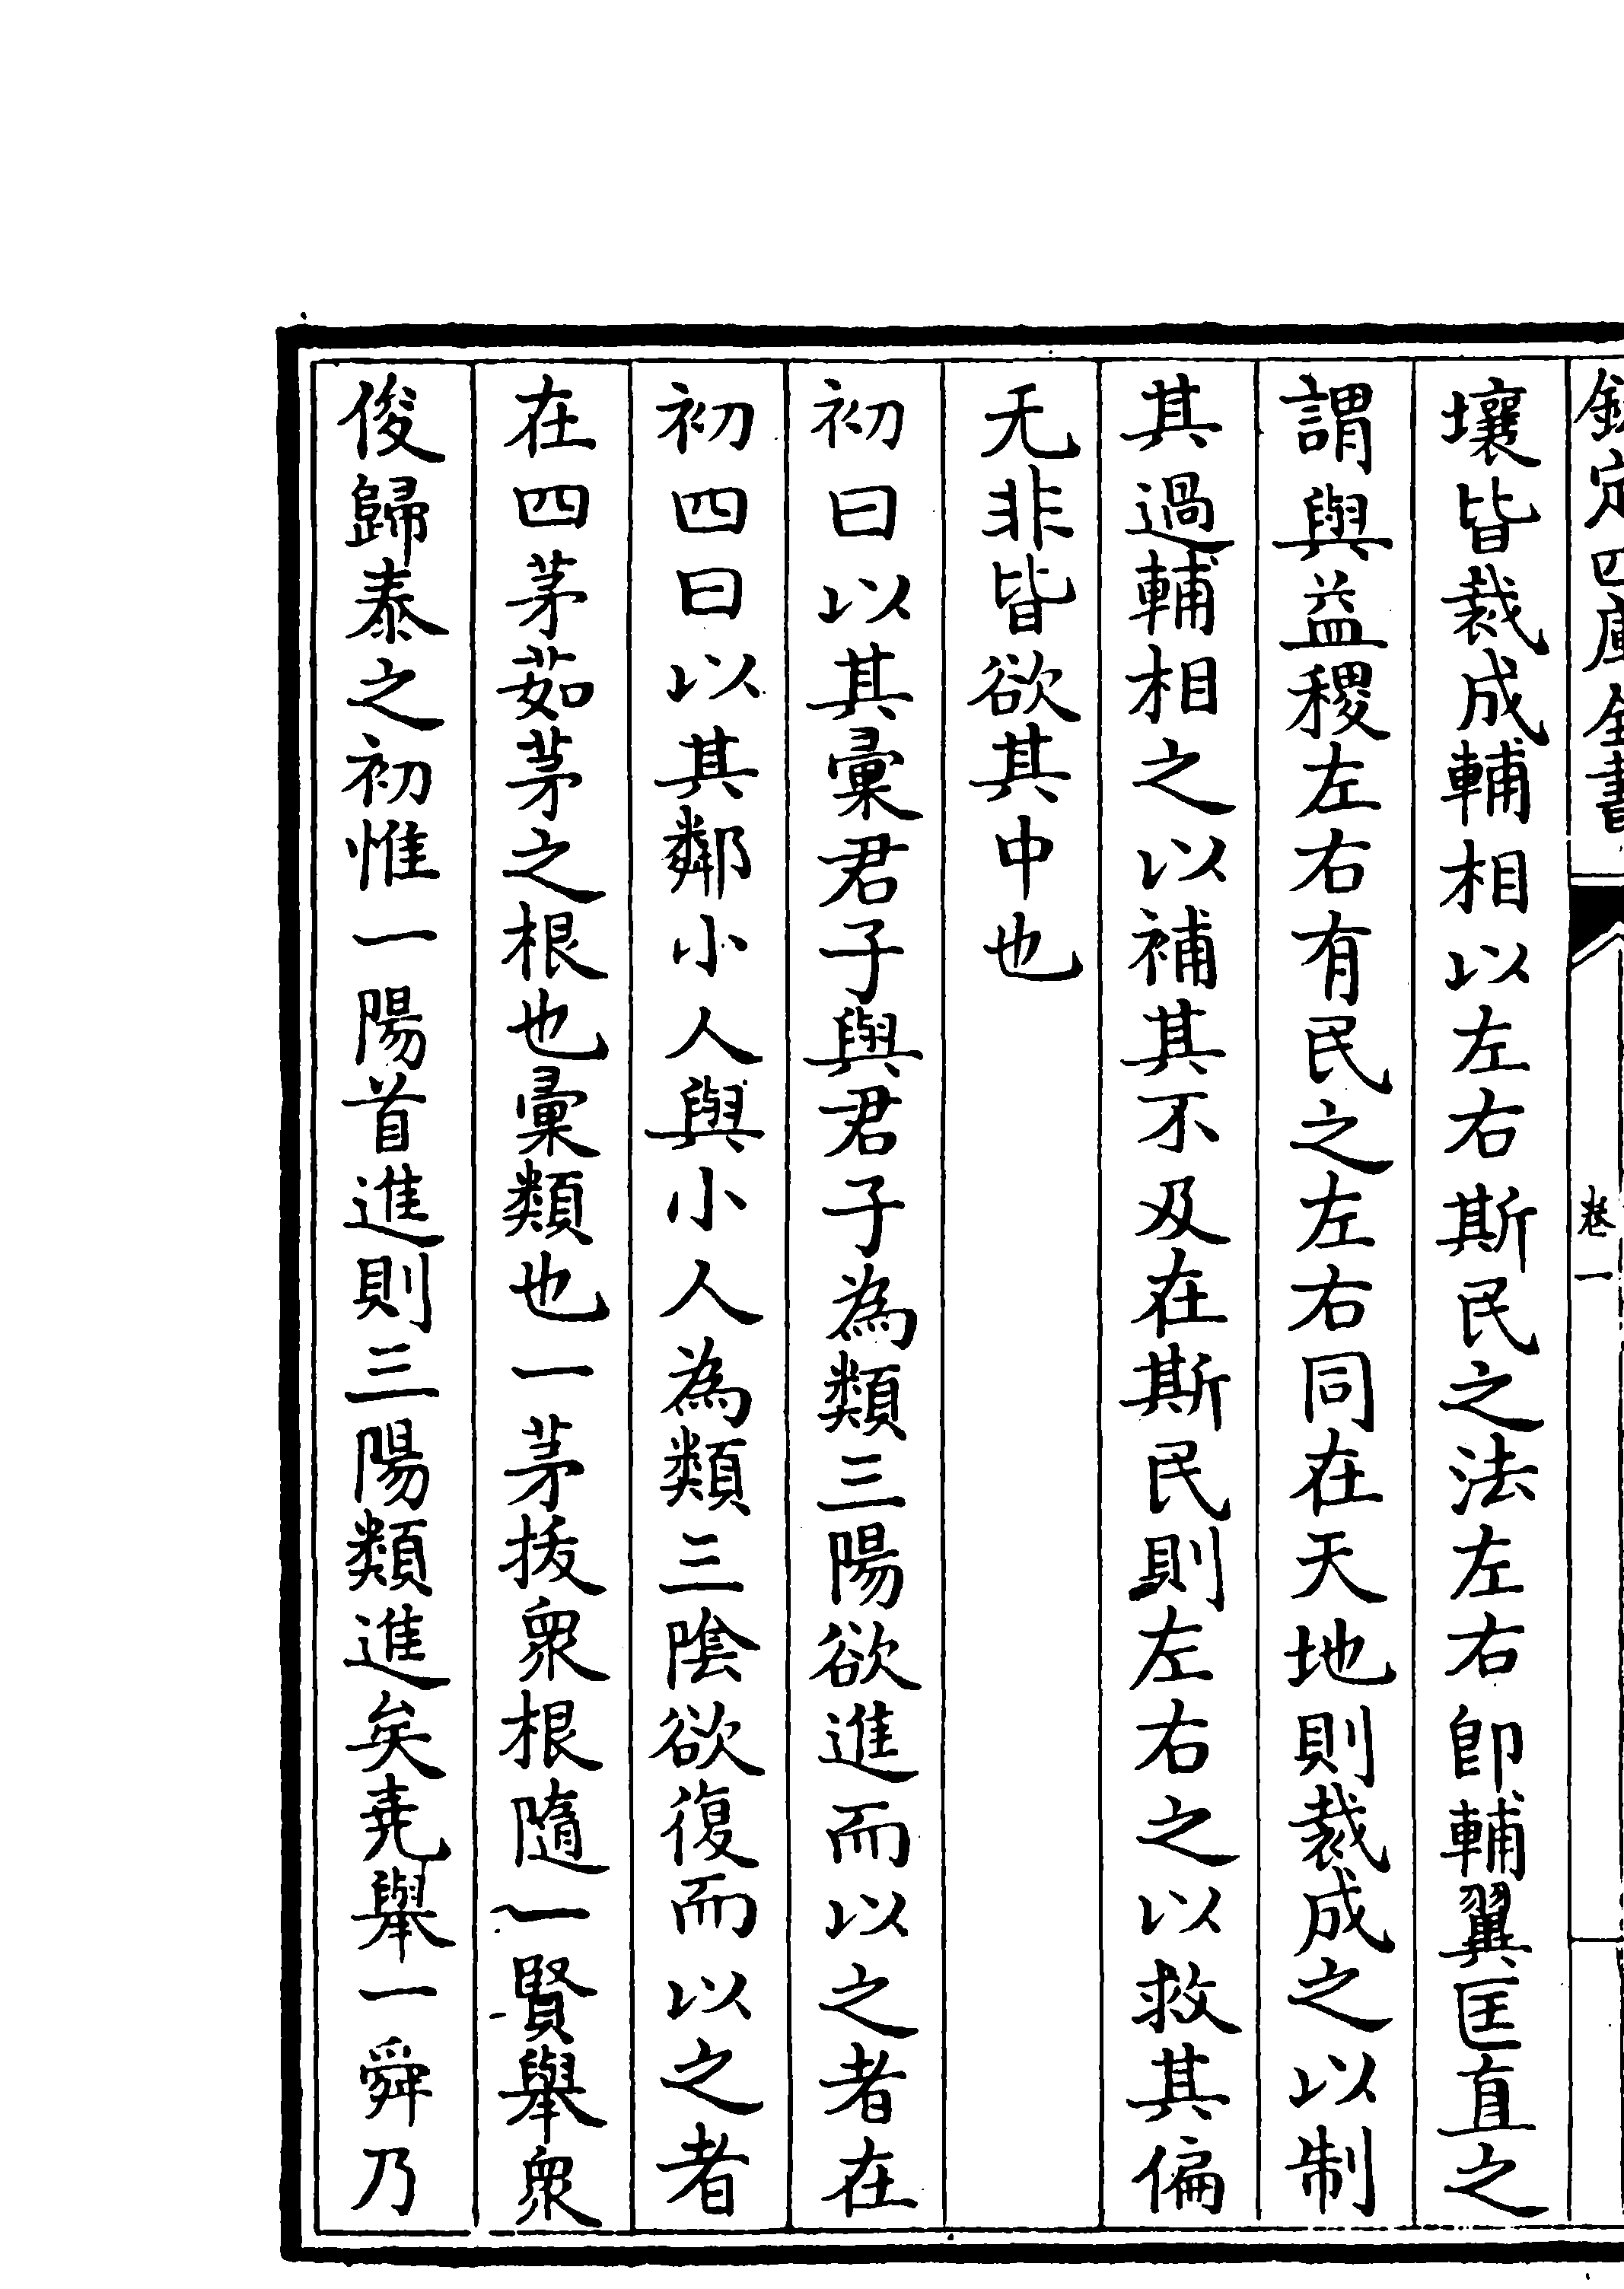 欽定四庫全書 卷一
壤皆裁成輔相以左右斯民之法左右卽輔翼匡直之
謂與益稷左右有民之左右同在天地則裁成之以制
其過輔相之以補其不及在斯民則左右之以救其偏
无非皆欲其中也
初曰以其彙君子與君子為類三陽欲進而以之者在
初四曰以其鄰小人與小人為類三陰欲復而以之者
在四茅茹茅之根也彙類也一茅拔衆根隨一賢舉衆
俊歸泰之初惟一陽首進則三陽類進矣堯舉一舜乃